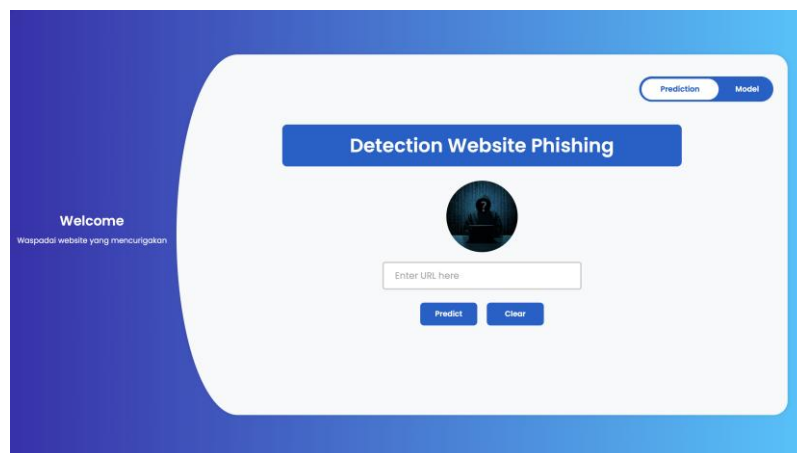 Prediction
Model
Detection Website Phishing
Welcome
Waspadai website yang mencurigakan
?
Enter URL here
Predict
Clear